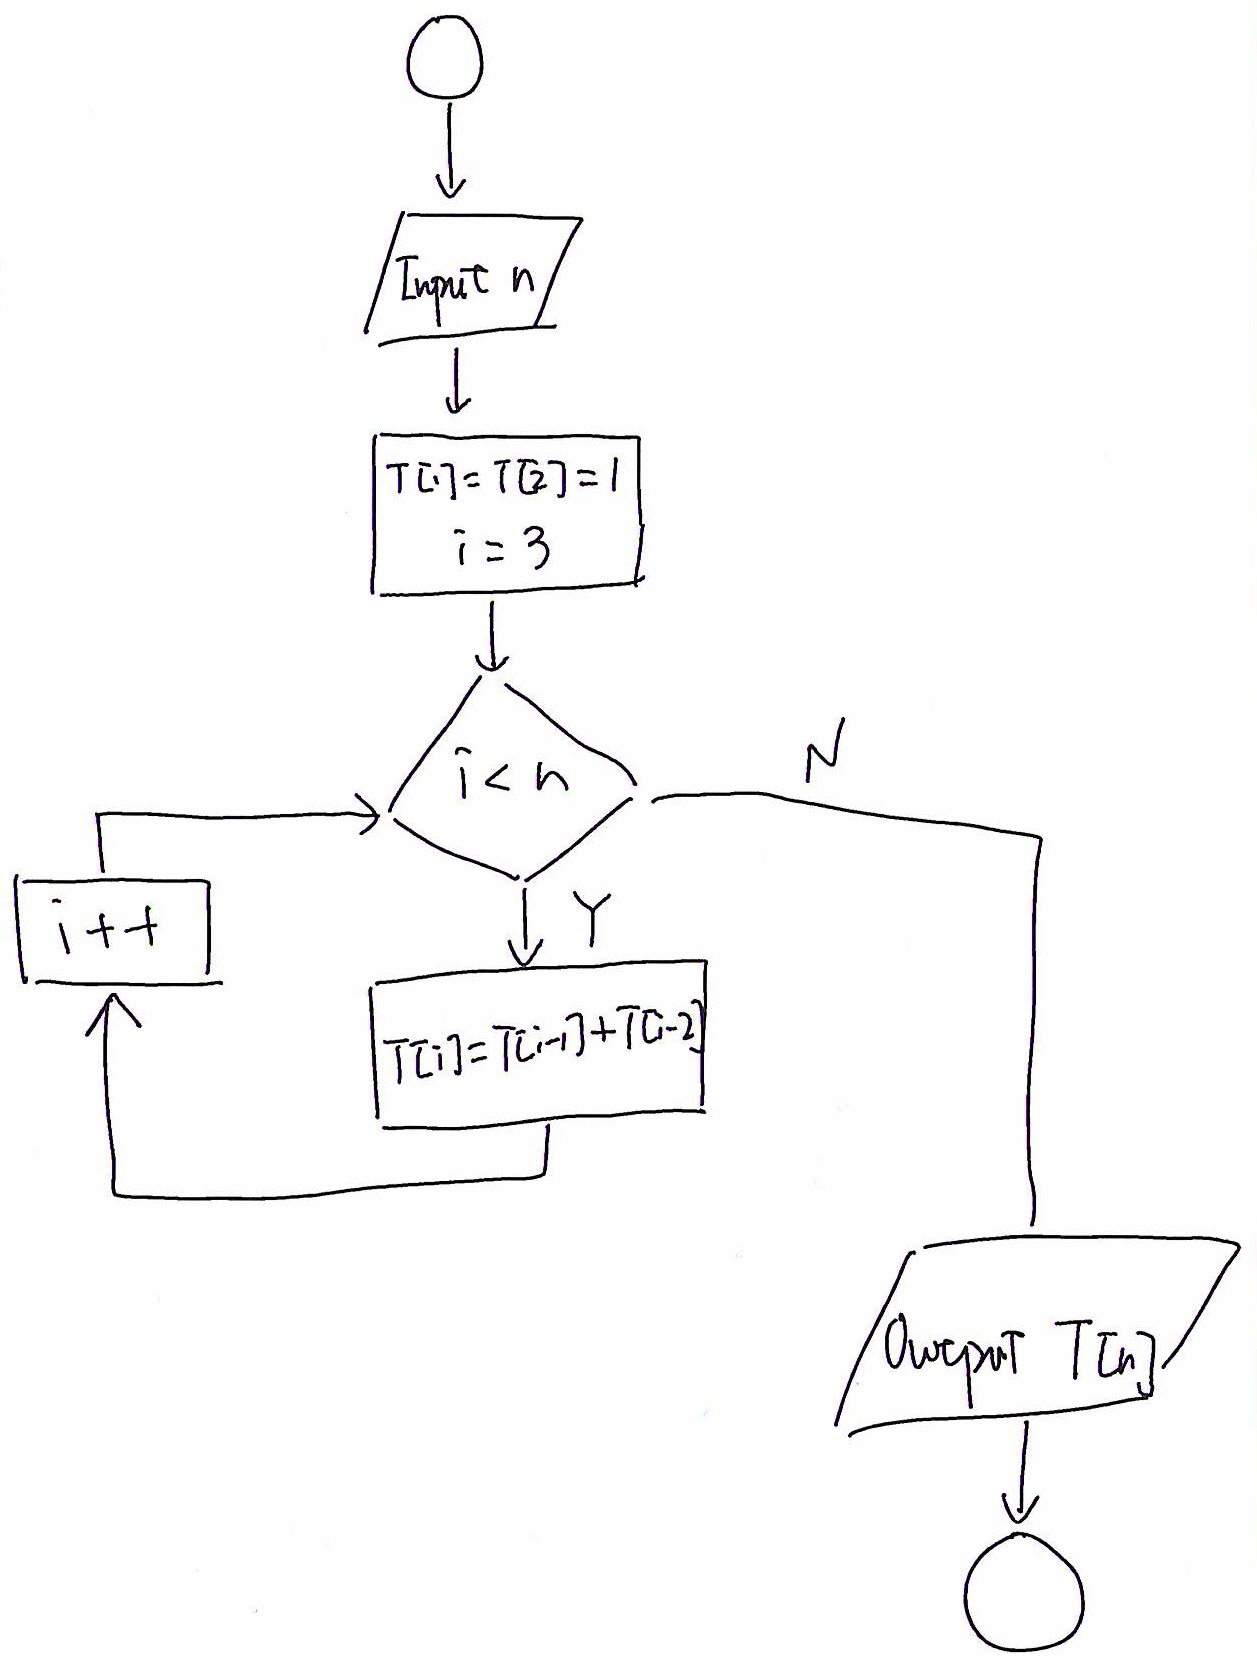 Input n
T[1]=T[2]=1
i=3
i<n
N
Y
i++
T[i]=T[i-1]+T[i-2]
Output T[n]